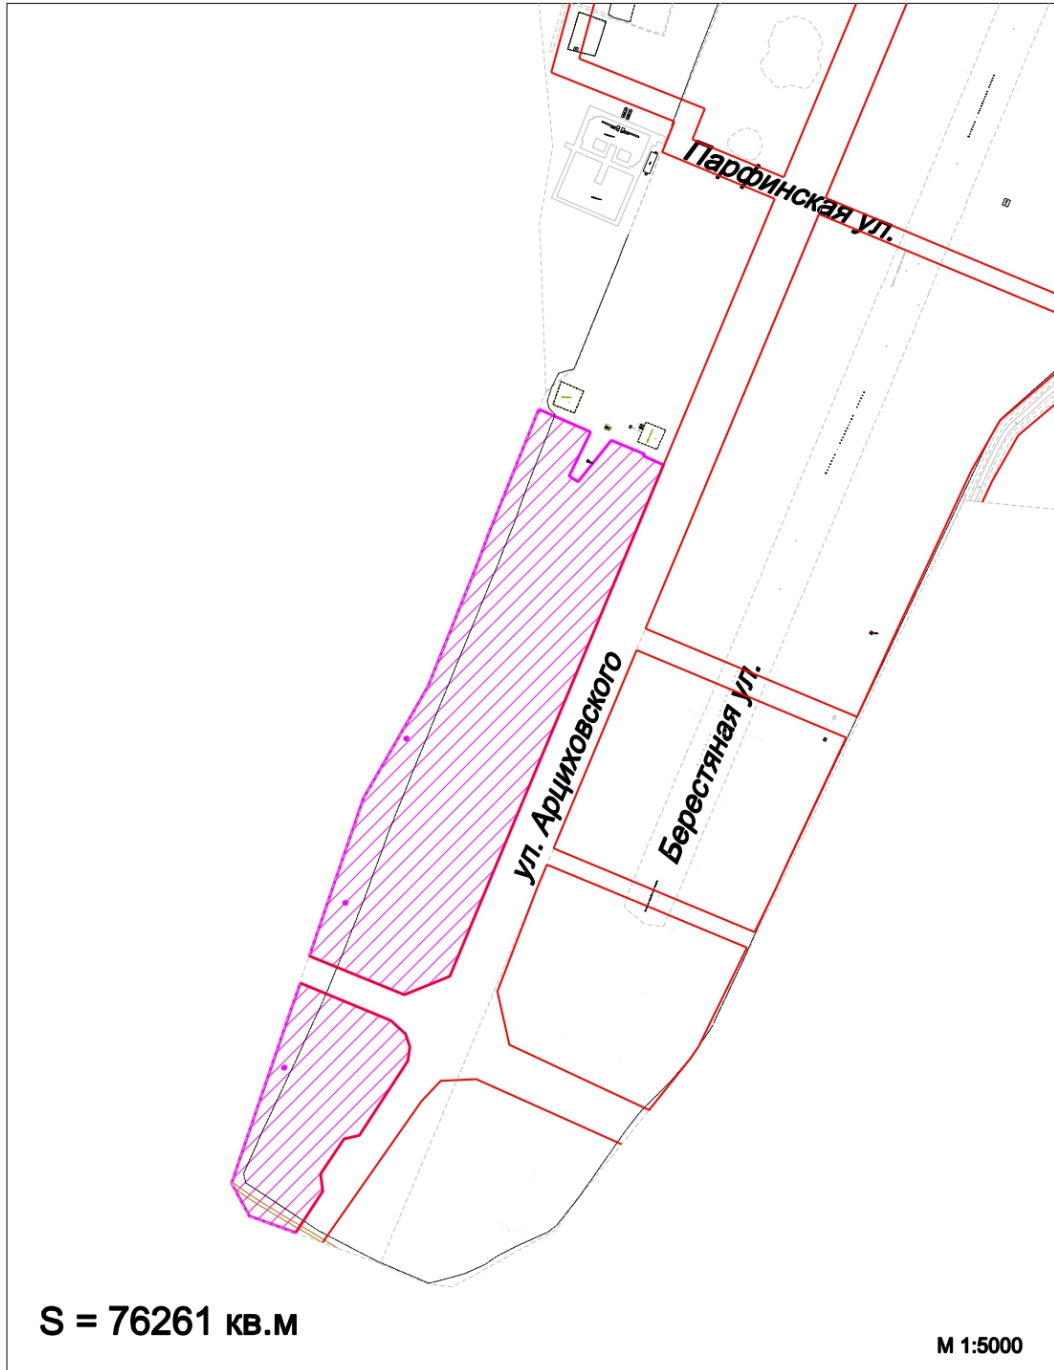 Парфинская ул.
ул. Арциховского
Берестяная ул.
S = 76261 кв.м
М 1:5000